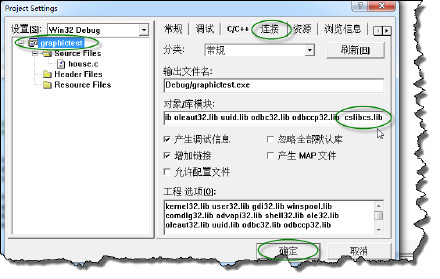 Project Settings
设置[S]: Win32 Debug
graphictest
Source Files
house.c
Header Files
Resource Files
常规 调试 C/C++ 连接 资源 浏览信息
分类: 常规 刷新[R]
输出文件名:
Debug/graphictest.exe
对象/库模块:
ib oleaut32.lib uuid.lib odbc32.lib odbccp32.lib cslibcs.lib
产生调试信息 忽略全部默认库
增加链接 产生 MAP 文件
允许配置文件
工程 选项[O]:
kernel32.lib user32.lib gdi32.lib winspool.lib
comdlg32.lib advapi32.lib shell32.lib ole32.lib
oleaut32.lib uuid.lib odbc32.lib odbccp32.lib
确定 取消